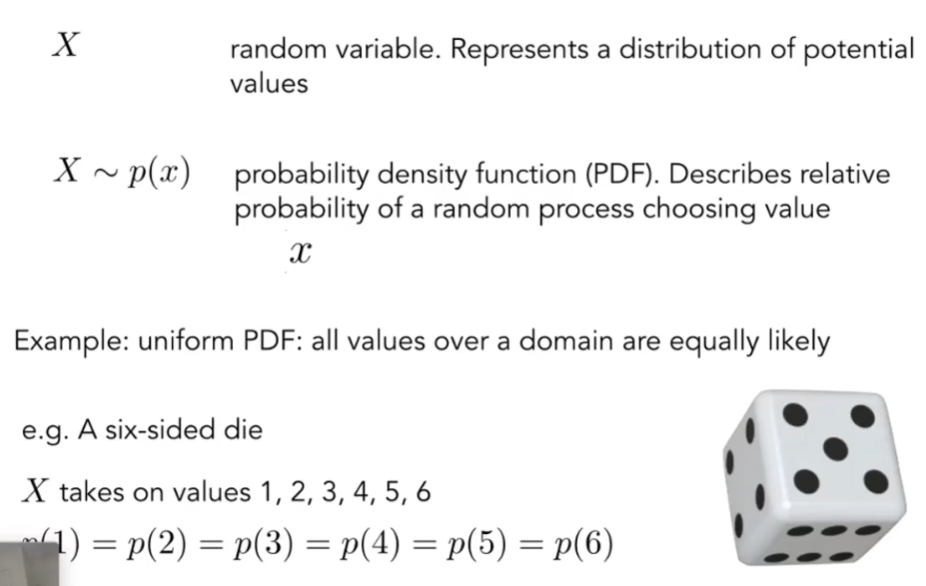 X random variable. Represents a distribution of potential
values
X ∼ p(x) probability density function (PDF). Describes relative
probability of a random process choosing value
x
Example: uniform PDF: all values over a domain are equally likely
e.g. A six-sided die
X takes on values 1, 2, 3, 4, 5, 6
(1) = p(2) = p(3) = p(4) = p(5) = p(6)